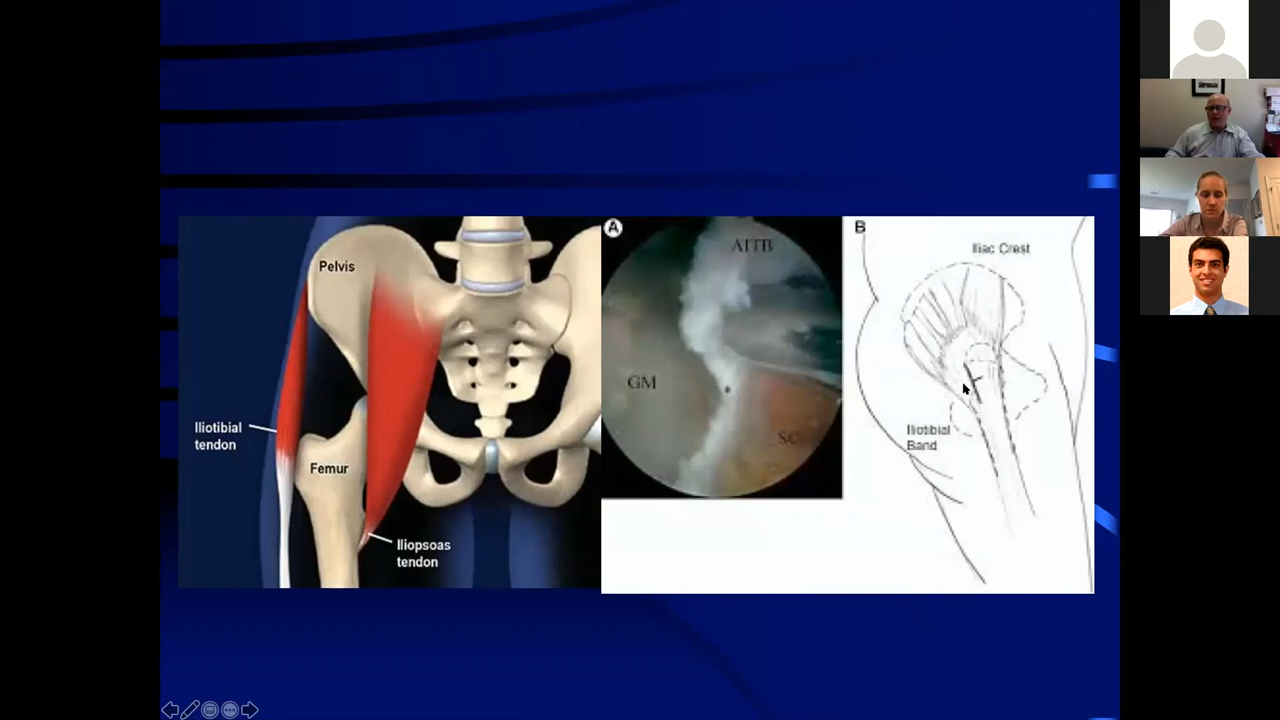 Pelvis
Iliotibial
tendon
Femur
Iliopsoas
tendon
A
AITB
GM
SC
B
Iliac Crest
Iliotibial
Band